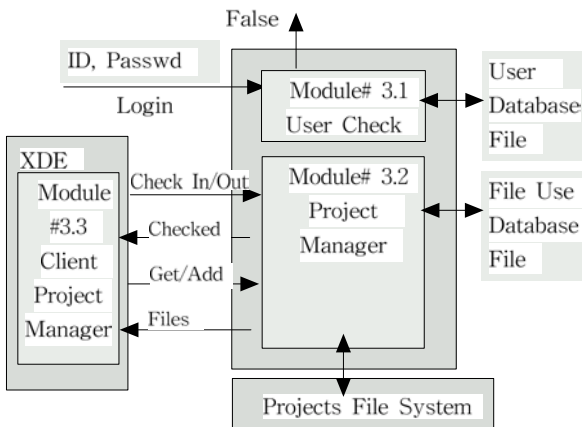 False
ID, Passwd
Login
Module# 3.1
User Check
User
Database
File
XDE
Module
#3.3
Client
Project
Manager
Check In/Out
Checked
Get/Add
Files
Module# 3.2
Project
Manager
File Use
Database
File
Projects File System